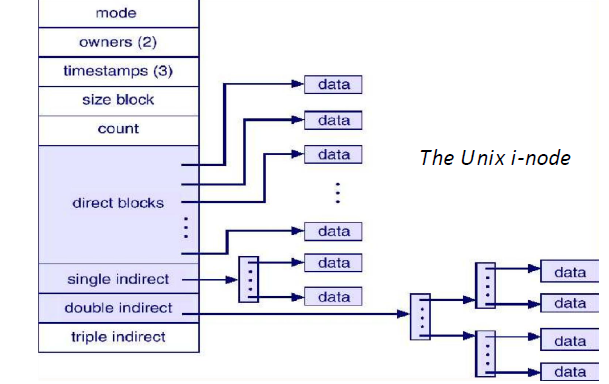 mode
owners (2)
timestamps (3)
size block
count
direct blocks
single indirect
double indirect
triple indirect
data
data
data
data
data
data
The Unix i-node
data
data
data
data